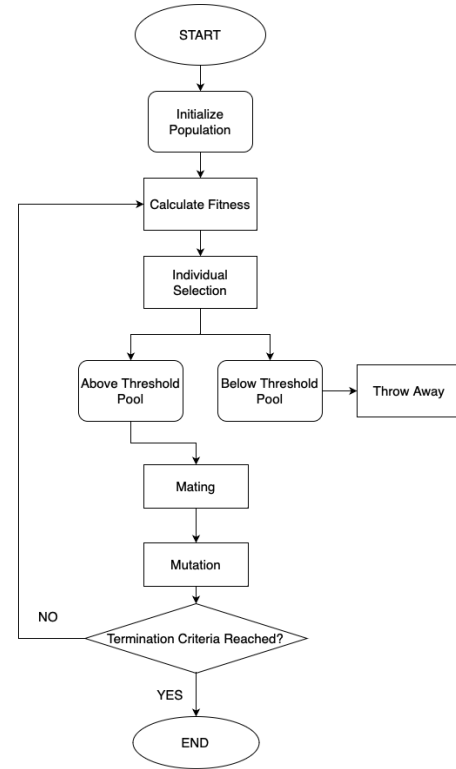 START
Initialize
Population
Calculate Fitness
Individual
Selection
Above Threshold
Pool
Below Threshold
Pool
Throw Away
Mating
Mutation
NO
Termination Criteria Reached?
YES
END